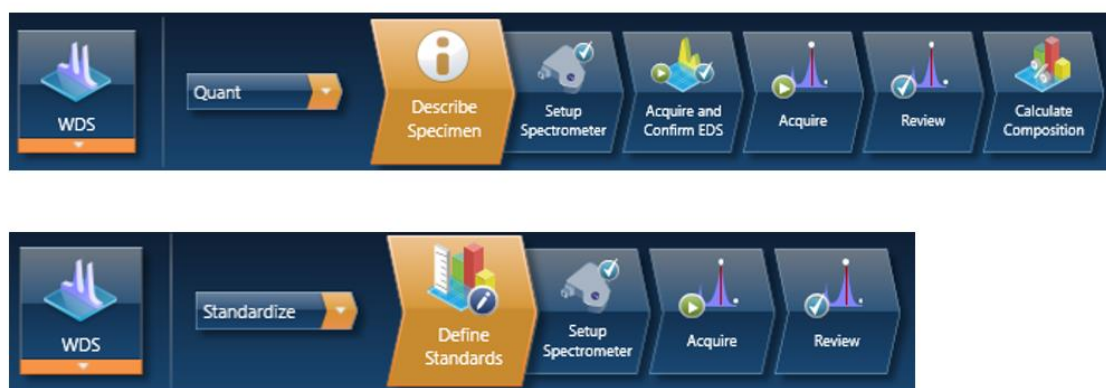 WDS
Quant
Describe
Specimen
Setup
Spectrometer
Acquire and
Confirm EDS
Acquire
Review
Calculate
Composition
WDS
Standardize
Define
Standards
Setup
Spectrometer
Acquire
Review